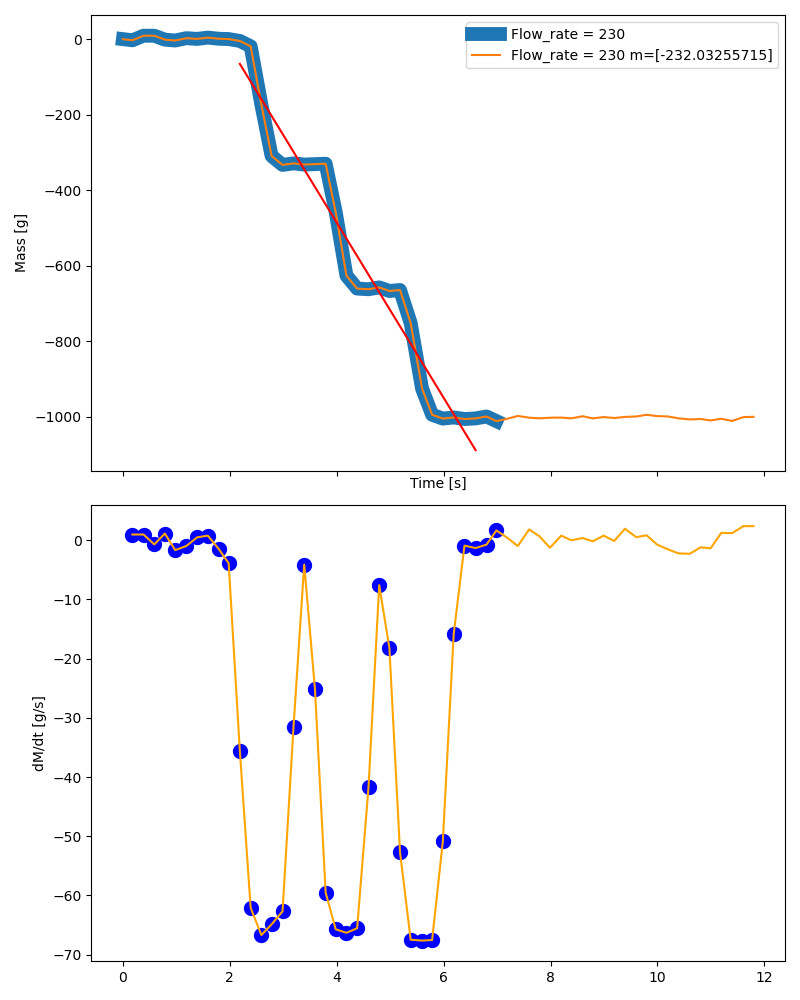 Flow_rate = 230
Flow_rate = 230 m=[-232.03255715]
Mass [g]
0
−200
−400
−600
−800
−1000
Time [s]
dM/dt [g/s]
0
−10
−20
−30
−40
−50
−60
−70
0 2 4 6 8 10 12